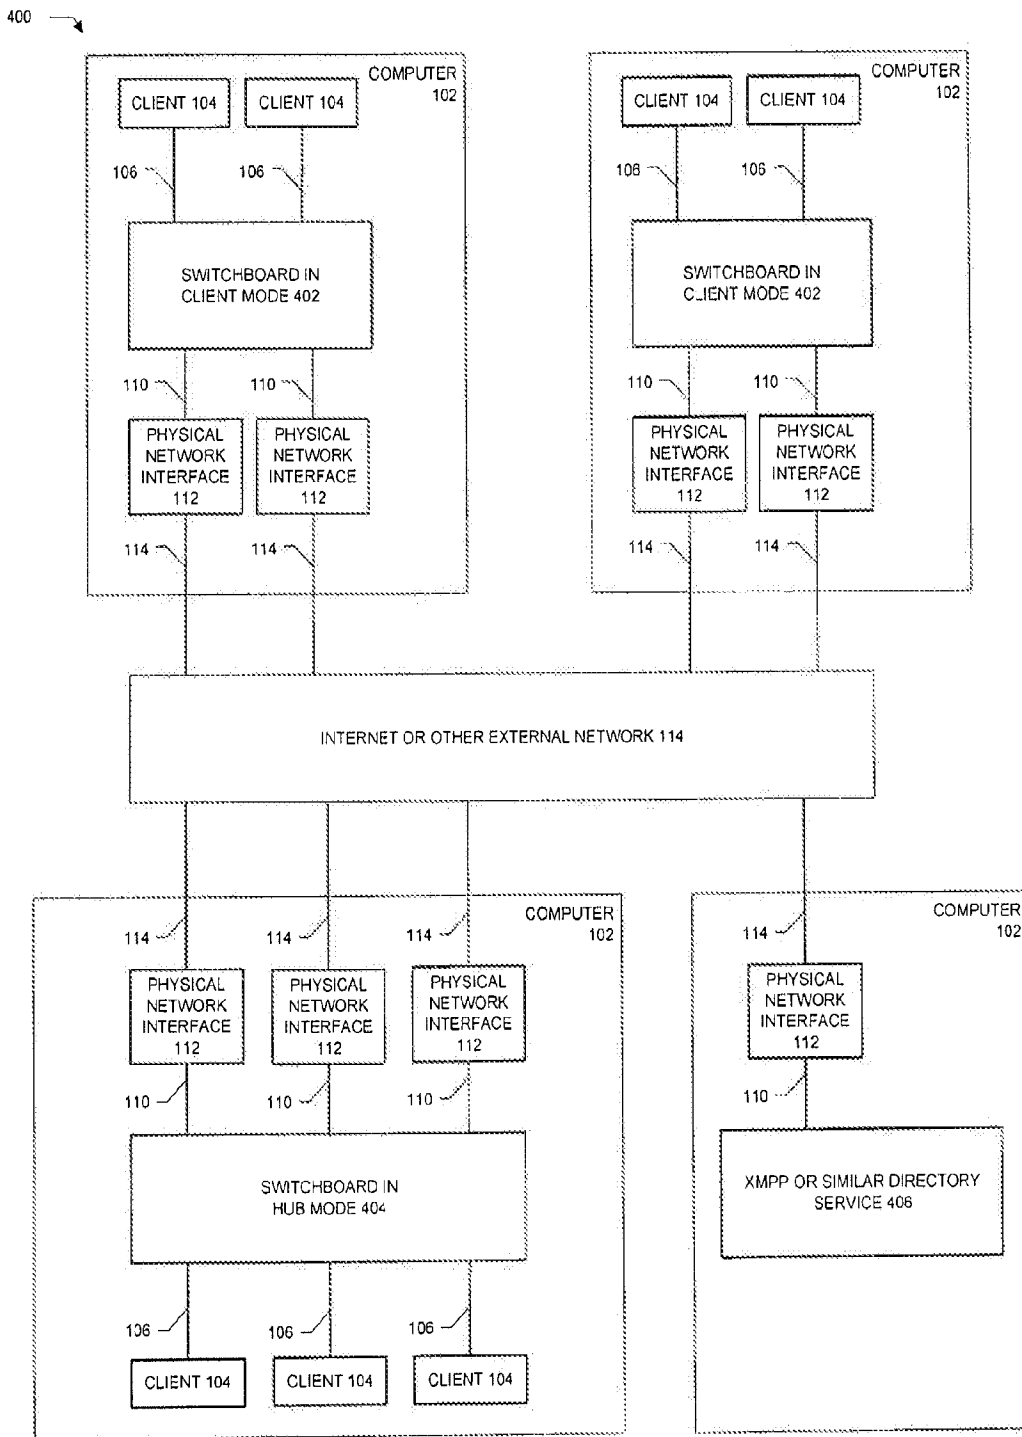 400
COMPUTER
102
CLIENT 104
CLIENT 104
106
106
SWITCHBOARD IN
CLIENT MODE 402
110
110
PHYSICAL
NETWORK
INTERFACE
112
PHYSICAL
NETWORK
INTERFACE
112
114
114
COMPUTER
102
CLIENT 104
CLIENT 104
106
106
SWITCHBOARD IN
CLIENT MODE 402
110
110
PHYSICAL
NETWORK
INTERFACE
112
PHYSICAL
NETWORK
INTERFACE
112
114
114
INTERNET OR OTHER EXTERNAL NETWORK 114
COMPUTER
102
114
114
114
PHYSICAL
NETWORK
INTERFACE
112
PHYSICAL
NETWORK
INTERFACE
112
PHYSICAL
NETWORK
INTERFACE
112
110
110
110
SWITCHBOARD IN
HUB MODE 404
106
106
106
CLIENT 104
CLIENT 104
CLIENT 104
COMPUTER
102
114
PHYSICAL
NETWORK
INTERFACE
112
110
XMPP OR SIMILAR DIRECTORY
SERVICE 406